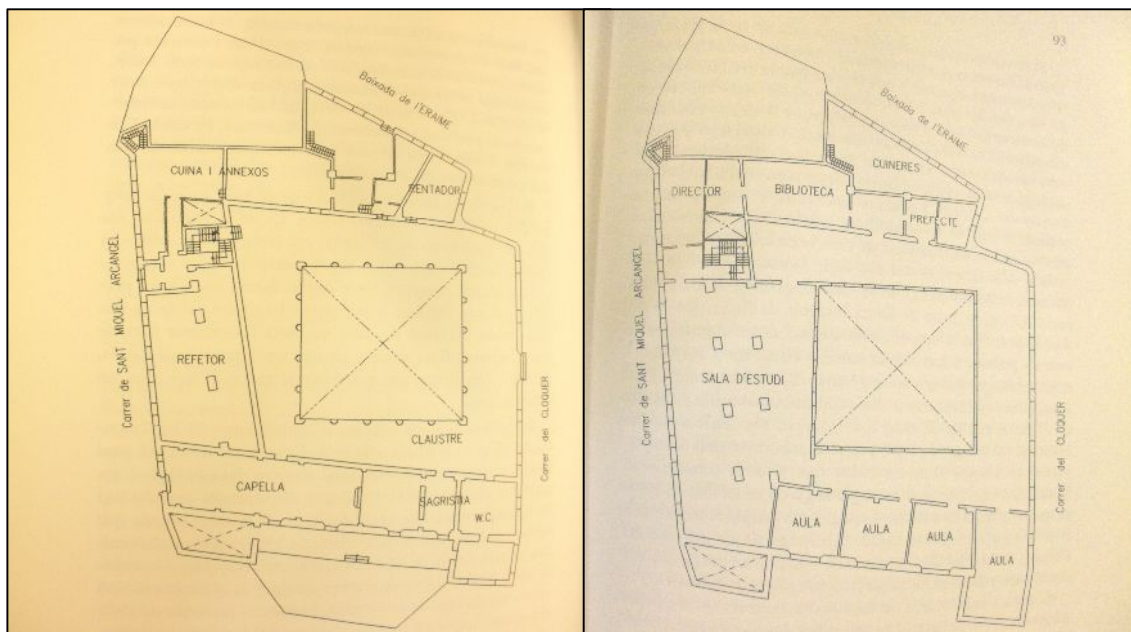 Baixada de l'ERAIME
CUINA I ANNEXOS
RENTADOR
Carrer de SANT MIQUEL ARCANGEL
REFETOR
CLAUSTRE
Carrer del CLOQUER
CAPELLA
SAGRISTIA
W.C.
93
Baixada de l'ERAIME
CUINERES
DIRECTOR
BIBLIOTECA
PREFECTE
Carrer de SANT MIQUEL ARCANGEL
SALA D'ESTUDI
Carrer del CLOQUER
AULA
AULA
AULA
AULA